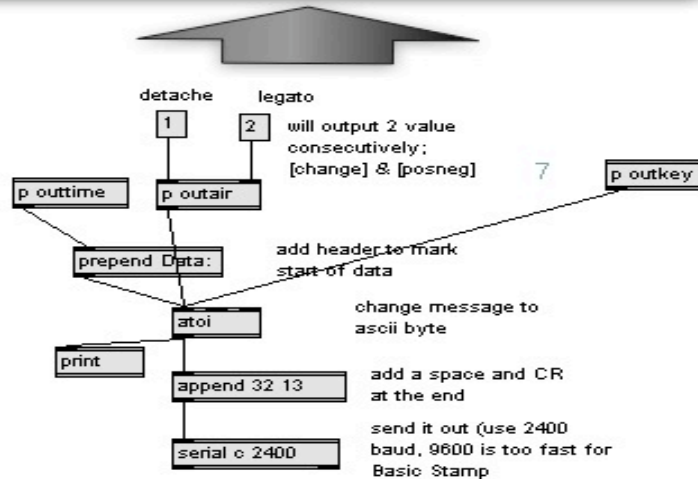 detache
legato
1
2
will output 2 value
consecutively;
[change] & [posneg]
7
p outkey
p outtime
p outair
prepend Data:
add header to mark
start of data
atoi
change message to
ascii byte
print
append 32 13
add a space and CR
at the end
serial c 2400
send it out (use 2400
baud, 9600 is too fast for
Basic Stamp